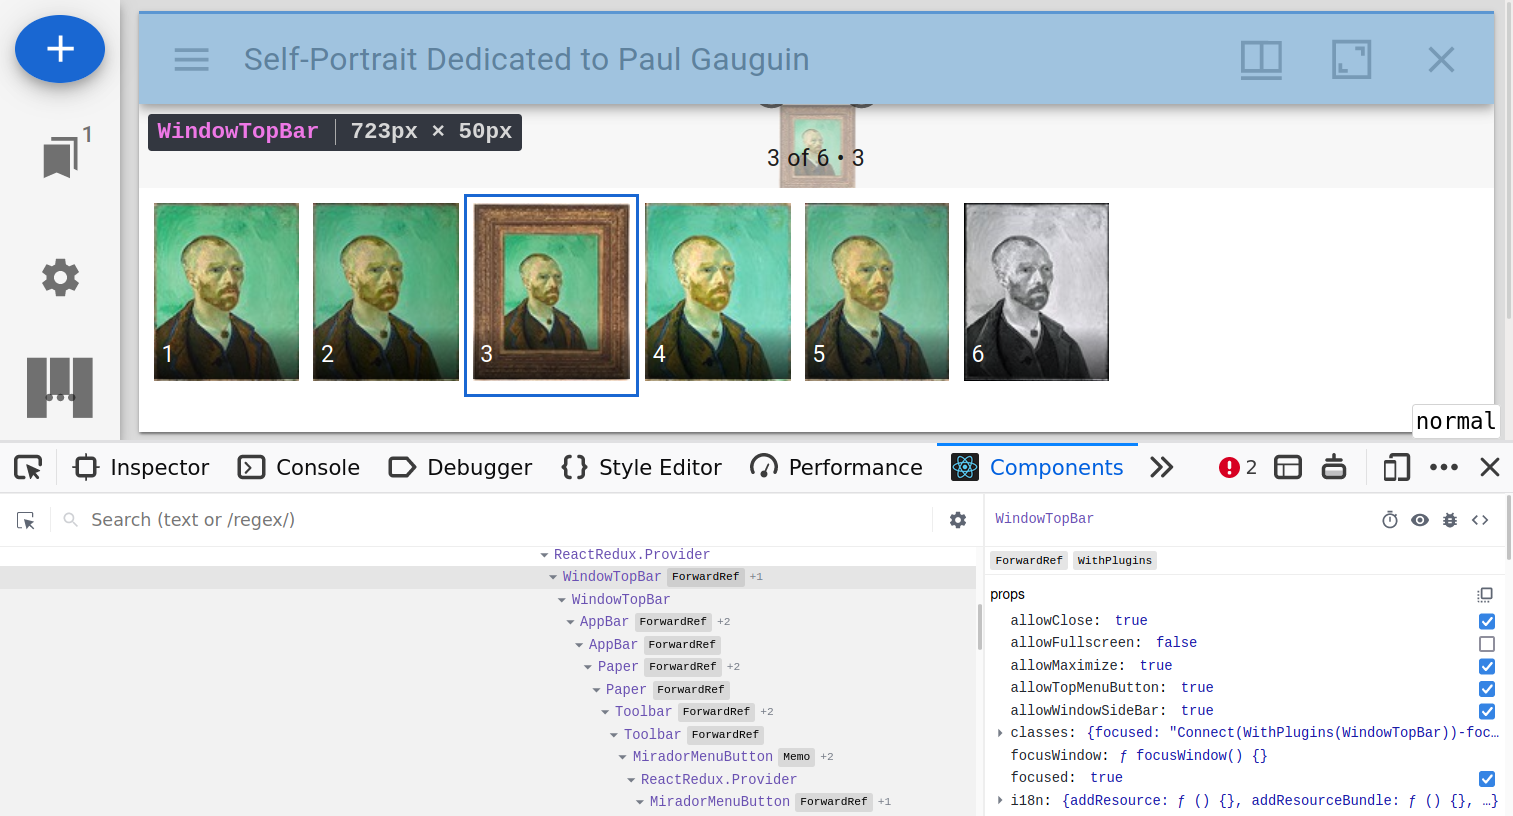 Self-Portrait Dedicated to Paul Gauguin
1
WindowTopBar 723px × 50px
3 of 6 • 3
1 2 3 4 5 6
normal
Inspector Console Debugger Style Editor Performance Components 2
Search (text or /regex/)
ReactRedux.Provider
WindowTopBar ForwardRef +1
WindowTopBar
AppBar ForwardRef +2
AppBar ForwardRef
Paper ForwardRef +2
Paper ForwardRef
Toolbar ForwardRef +2
Toolbar ForwardRef
MiradorMenuButton Memo +2
ReactRedux.Provider
MiradorMenuButton ForwardRef +1
WindowTopBar
ForwardRef WithPlugins
props
allowClose: true
allowFullscreen: false
allowMaximize: true
allowTopMenuButton: true
allowWindowSideBar: true
classes: {focused: "Connect(WithPlugins(WindowTopBar))-foc…
focusWindow: ƒ focusWindow() {}
focused: true
i18n: {addResource: ƒ () {}, addResourceBundle: ƒ () {}, …}